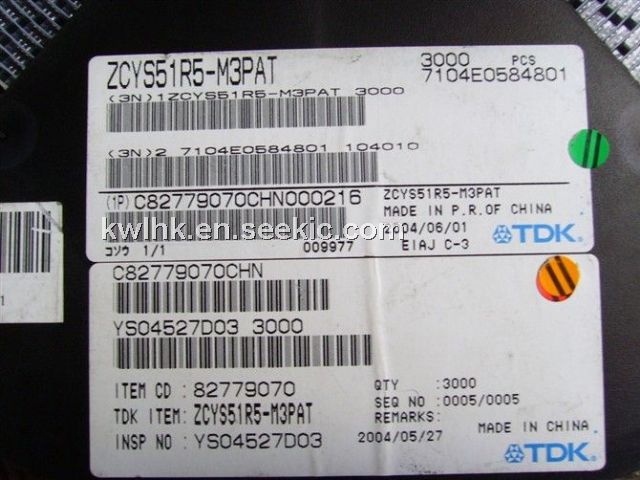 ZCYS51R5-M3PAT 3000 PCS
7104E0584801
(3N)1ZCYS51R5-M3PAT 3000
(3N)2 7104E0584801 104010
(1P) C82779070CHN000216 ZCYS51R5-M3PAT
MADE IN P.R.OF CHINA
kwlhk.en.seekic.com
04/06/01
コソウ 1/1 009977 EIAJ C-3 TDK
C82779070CHN
YS04527D03 3000
ITEM CD : 82779070 QTY :3000
SEQ NO :0005/0005
TDK ITEM: ZCYS51R5-M3PAT REMARKS:
MADE IN CHINA
INSP NO : YS04527D03 2004/05/27 TDK